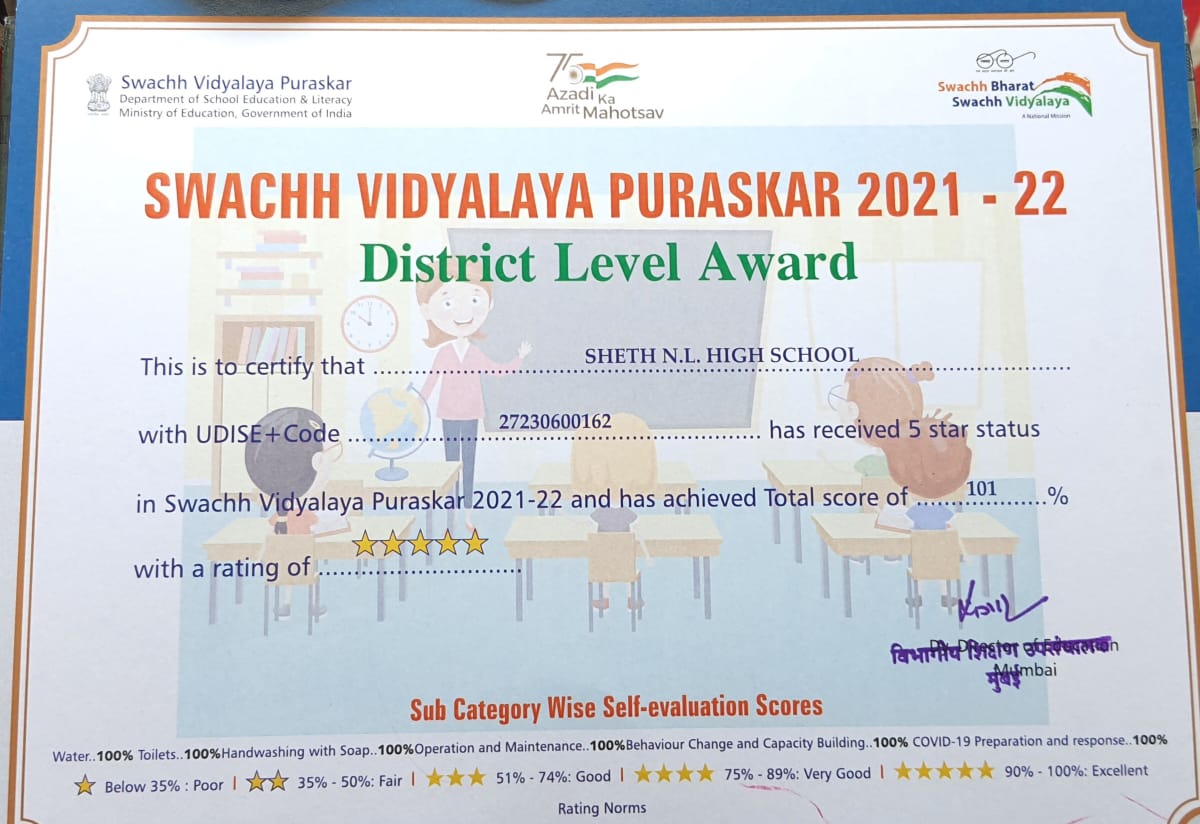 Swachh Vidyalaya Puraskar
Department of School Education & Literacy
Ministry of Education, Government of India
75
Azadi Ka
Amrit Mahotsav
Swachh Bharat
Swachh Vidyalaya
A National Mission
SWACHH VIDYALAYA PURASKAR 2021 - 22
District Level Award
This is to certify that ............ SHETH N.L. HIGH SCHOOL ............
with UDISE+Code ............ 27230600162 ............ has received 5 star status
in Swachh Vidyalaya Puraskar 2021-22 and has achieved Total score of ...... 101 ......%
with a rating of ............
Dy. Director of Education
विभागीय शिक्षण उपसंचालक
Mumbai
मुंबई
Sub Category Wise Self-evaluation Scores
Water..100% Toilets..100%Handwashing with Soap..100%Operation and Maintenance..100%Behaviour Change and Capacity Building..100% COVID-19 Preparation and response..100%
Below 35% : Poor | 35% - 50%: Fair | 51% - 74%: Good | 75% - 89%: Very Good | 90% - 100%: Excellent
Rating Norms